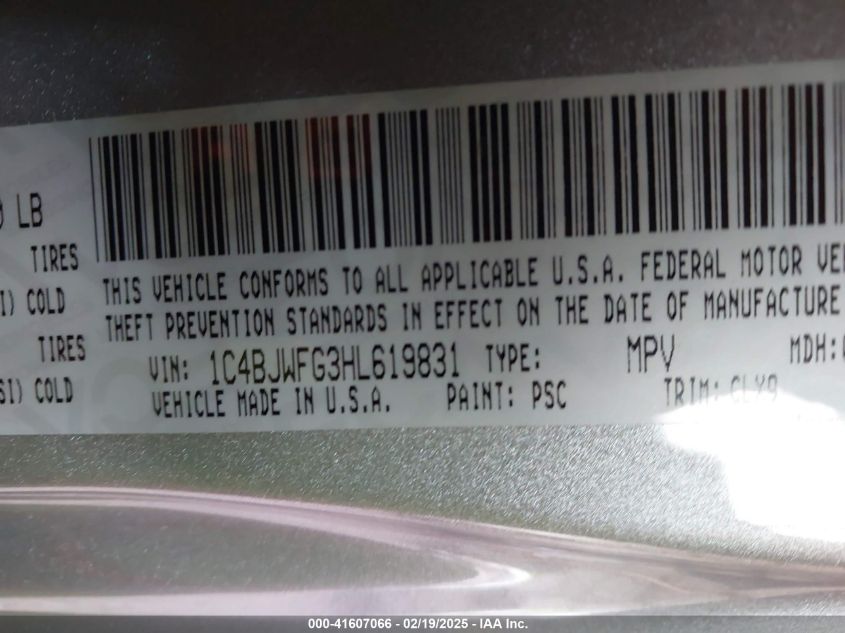 LB
TIRES
COLD
TIRES
COLD
THIS VEHICLE CONFORMS TO ALL APPLICABLE U.S.A. FEDERAL MOTOR
THEFT PREVENTION STANDARDS IN EFFECT ON THE DATE OF MANUFACTURE
VIN: 1C4BJWFG3HL619831 TYPE: MPV MDH:
VEHICLE MADE IN U.S.A. PAINT: PSC TRIM: CLX9
000-41607066 - 02/19/2025 - IAA Inc.